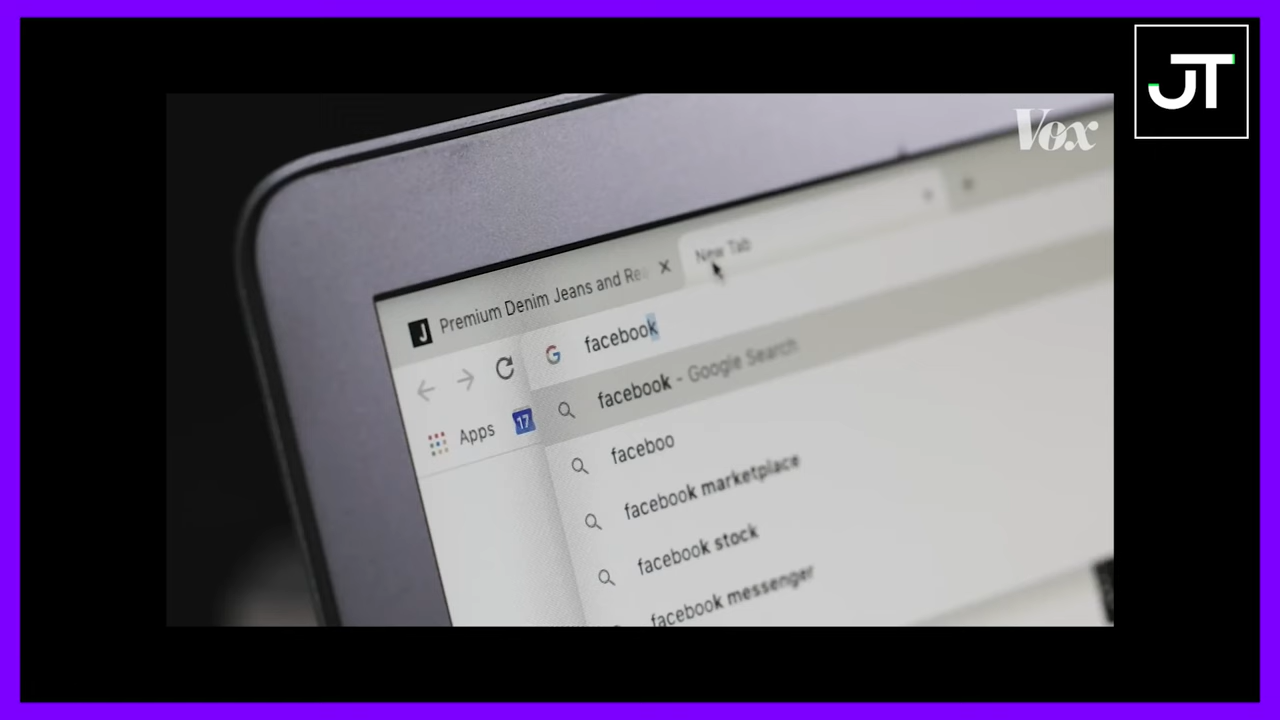 JT
Vox
New Tab
J Premium Denim Jeans and Re
G facebook
facebook - Google Search
Apps
17
faceboo
facebook marketplace
facebook stock
facebook messenger